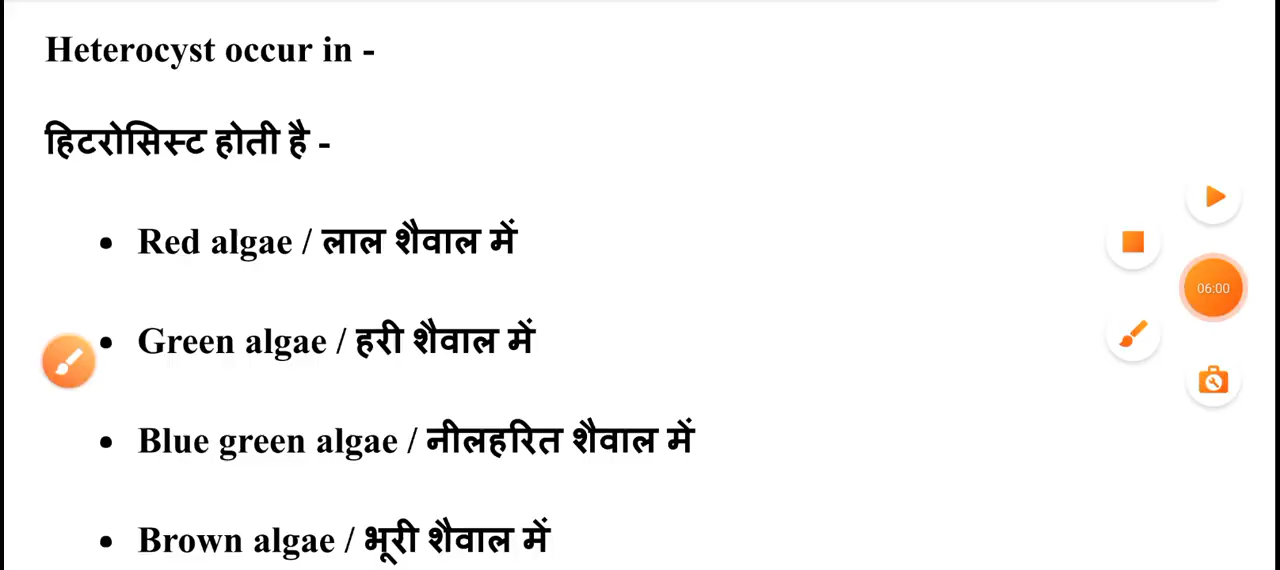 Heterocyst occur in -
हिटरोसिस्ट होती है -
• Red algae / लाल शैवाल में
• Green algae / हरी शैवाल में
• Blue green algae / नीलहरित शैवाल में
• Brown algae / भूरी शैवाल में
06:00